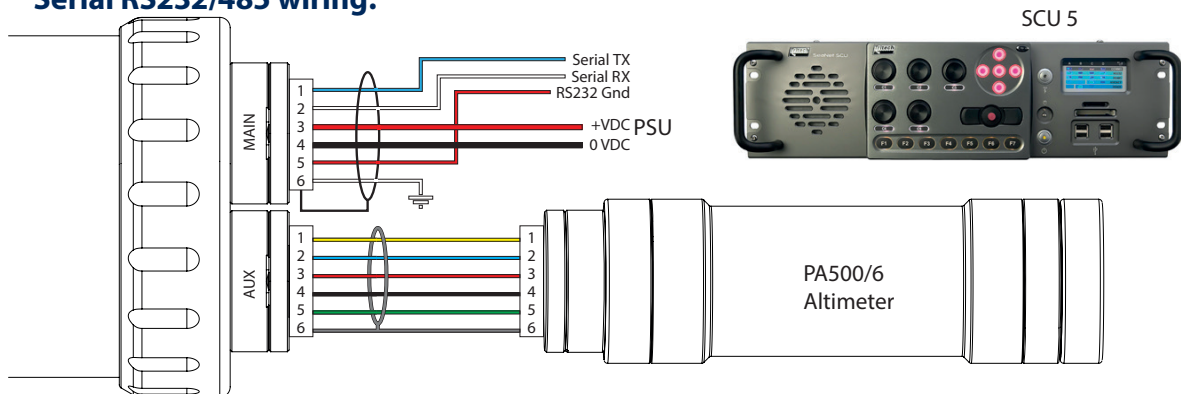 Serial RS232/485 wiring:
SCU 5
Serial TX
Serial RX
RS232 Gnd
+VDC PSU
0 VDC
MAIN
1
2
3
4
5
6
AUX
1
2
3
4
5
6
1
2
3
4
5
6
PA500/6
Altimeter
F1 F2 F3 F4 F5 F6 F7